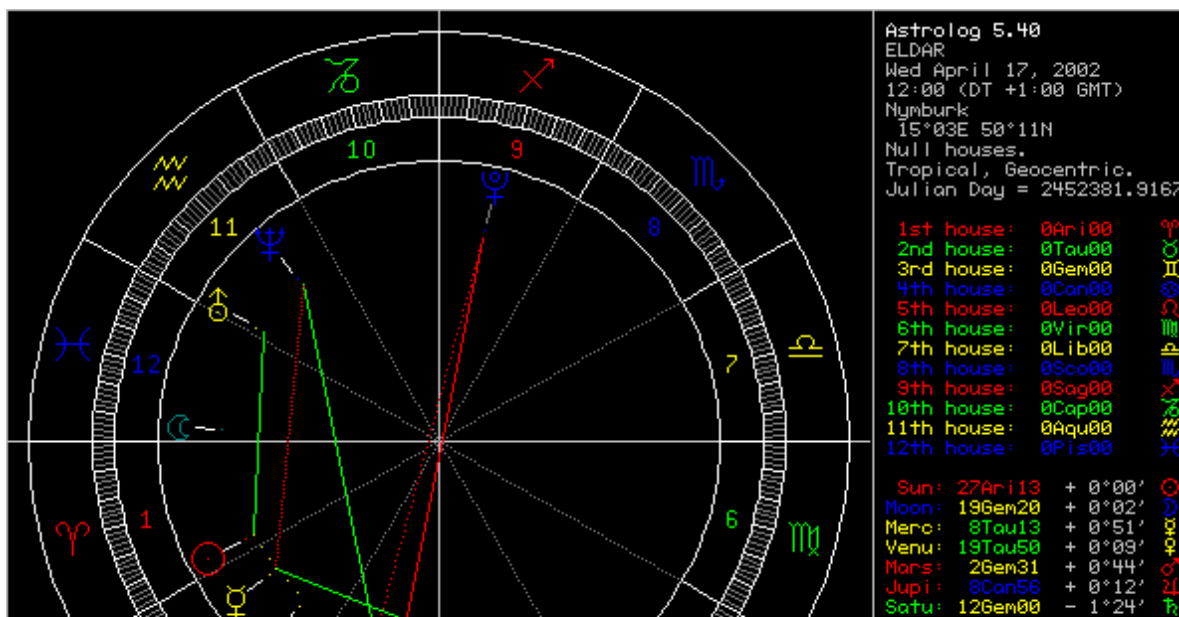 Astrolog 5.40
ELDAR
Wed April 17, 2002
12:00 (DT +1:00 GMT)
Nymburk
15°03E 50°11N
Null houses.
Tropical, Geocentric.
Julian Day = 2452381.9167
1st house: 0Ari00 ♈
2nd house: 0Tau00 ♉
3rd house: 0Gem00 ♊
4th house: 0Can00 ♋
5th house: 0Leo00 ♌
6th house: 0Vir00 ♍
7th house: 0Lib00 ♎
8th house: 0Sco00 ♏
9th house: 0Sag00 ♐
10th house: 0Cap00 ♑
11th house: 0Aqu00 ♒
12th house: 0Pis00 ♓
Sun: 27Ari13 + 0°00' ☉
Moon: 19Gem20 + 0°02' ☽
Merc: 8Tau13 + 0°51' ☿
Venu: 19Tau50 + 0°09' ♀
Mars: 2Gem31 + 0°44' ♂
Jupi: 8Can56 + 0°12' ♃
Satu: 12Gem00 - 1°24' ♄
10
9
11
8
12
7
1
6